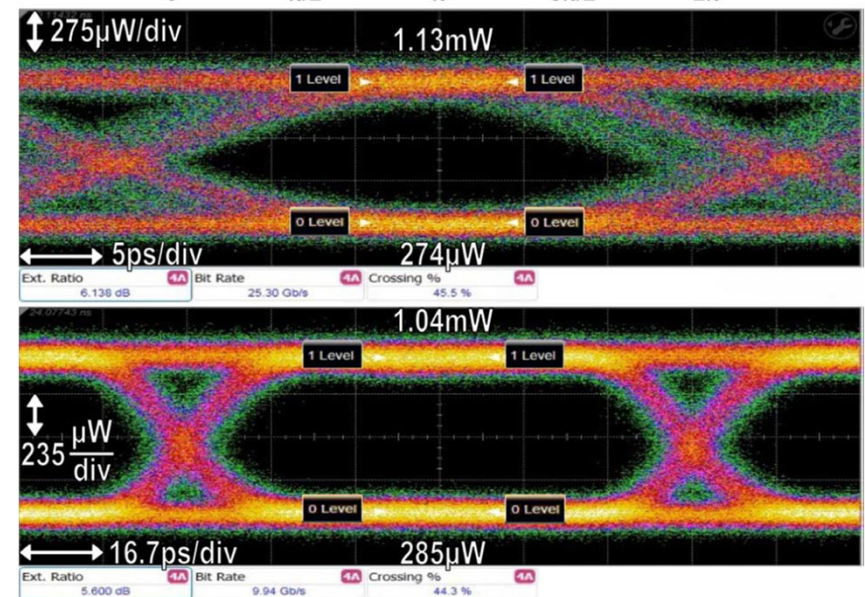 275µW/div
1.13mW
1 Level 1 Level
0 Level 0 Level
5ps/div
274µW
Ext. Ratio 4A Bit Rate 4A Crossing % 4A
6.138 dB 25.30 Gb/s 45.5 %
24.07743 ns
1.04mW
1 Level 1 Level
235 µW
div
0 Level 0 Level
16.7ps/div
285µW
Ext. Ratio 4A Bit Rate 4A Crossing % 4A
5.600 dB 9.94 Gb/s 44.3 %